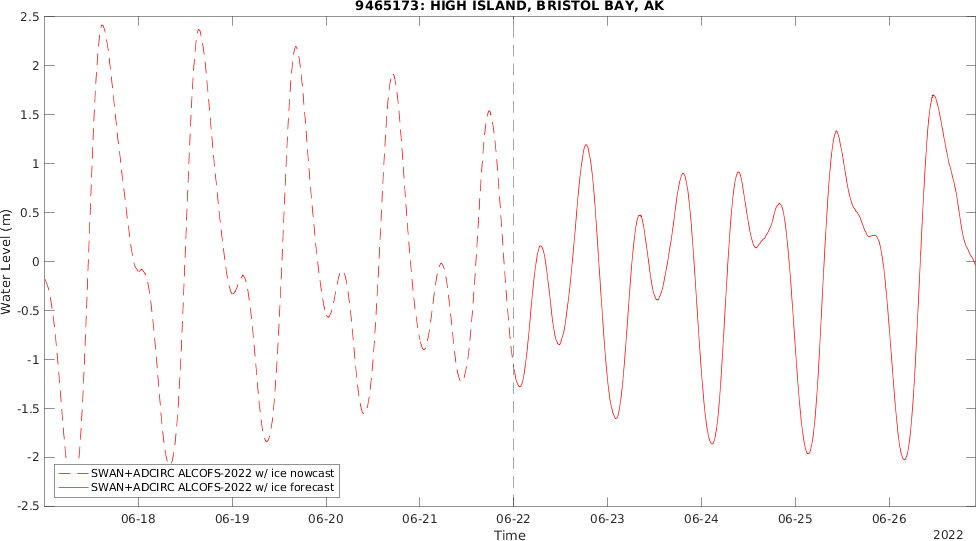 9465173: HIGH ISLAND, BRISTOL BAY, AK
2.5
2
1.5
1
0.5
0
-0.5
-1
-1.5
-2
-2.5
Water Level (m)
SWAN+ADCIRC ALCOFS-2022 w/ ice nowcast
SWAN+ADCIRC ALCOFS-2022 w/ ice forecast
06-18 06-19 06-20 06-21 06-22 06-23 06-24 06-25 06-26
Time
2022